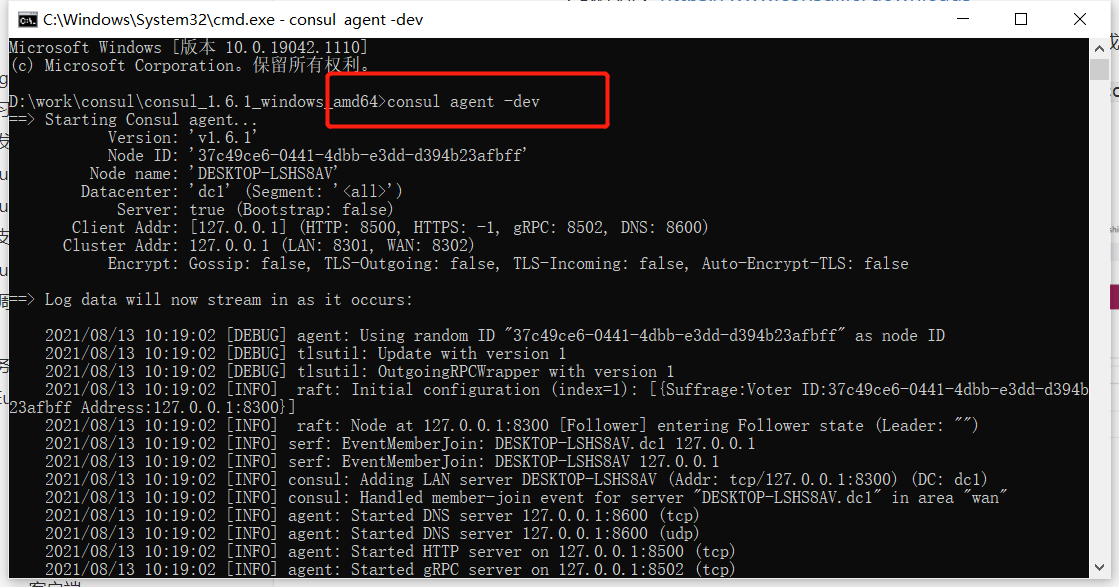 C:\Windows\System32\cmd.exe - consul agent -dev
Microsoft Windows [版本 10.0.19042.1110]
(c) Microsoft Corporation。保留所有权利。
D:\work\consul\consul_1.6.1_windows_amd64>consul agent -dev
==> Starting Consul agent...
Version: 'v1.6.1'
Node ID: '37c49ce6-0441-4dbb-e3dd-d394b23afbff'
Node name: 'DESKTOP-LSHS8AV'
Datacenter: 'dc1' (Segment: '<all>')
Server: true (Bootstrap: false)
Client Addr: [127.0.0.1] (HTTP: 8500, HTTPS: -1, gRPC: 8502, DNS: 8600)
Cluster Addr: 127.0.0.1 (LAN: 8301, WAN: 8302)
Encrypt: Gossip: false, TLS-Outgoing: false, TLS-Incoming: false, Auto-Encrypt-TLS: false
==> Log data will now stream in as it occurs:
2021/08/13 10:19:02 [DEBUG] agent: Using random ID "37c49ce6-0441-4dbb-e3dd-d394b23afbff" as node ID
2021/08/13 10:19:02 [DEBUG] tlsutil: Update with version 1
2021/08/13 10:19:02 [DEBUG] tlsutil: OutgoingRPCWrapper with version 1
2021/08/13 10:19:02 [INFO]  raft: Initial configuration (index=1): [{Suffrage:Voter ID:37c49ce6-0441-4dbb-e3dd-d394b
23afbff Address:127.0.0.1:8300}]
2021/08/13 10:19:02 [INFO]  raft: Node at 127.0.0.1:8300 [Follower] entering Follower state (Leader: "")
2021/08/13 10:19:02 [INFO] serf: EventMemberJoin: DESKTOP-LSHS8AV.dc1 127.0.0.1
2021/08/13 10:19:02 [INFO] serf: EventMemberJoin: DESKTOP-LSHS8AV 127.0.0.1
2021/08/13 10:19:02 [INFO] consul: Adding LAN server DESKTOP-LSHS8AV (Addr: tcp/127.0.0.1:8300) (DC: dc1)
2021/08/13 10:19:02 [INFO] consul: Handled member-join event for server "DESKTOP-LSHS8AV.dc1" in area "wan"
2021/08/13 10:19:02 [INFO] agent: Started DNS server 127.0.0.1:8600 (tcp)
2021/08/13 10:19:02 [INFO] agent: Started DNS server 127.0.0.1:8600 (udp)
2021/08/13 10:19:02 [INFO] agent: Started HTTP server on 127.0.0.1:8500 (tcp)
2021/08/13 10:19:02 [INFO] agent: Started gRPC server on 127.0.0.1:8502 (tcp)